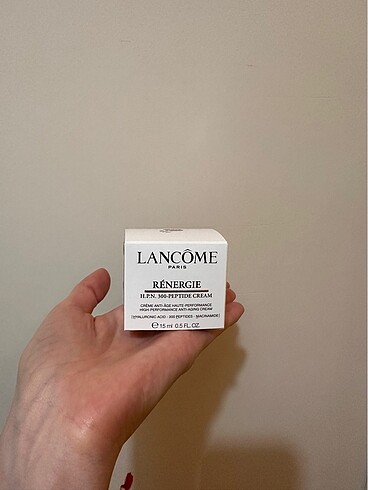 LANCÔME
PARIS
RÉNERGIE
H.P.N. 300-PEPTIDE CREAM
CRÈME ANTI-ÂGE HAUTE-PERFORMANCE
HIGH-PERFORMANCE ANTI-AGING CREAM
[HYALURONIC ACID - 300 PEPTIDES - NIACINAMIDE]
℮ 15 ml 0.5 FL.OZ.